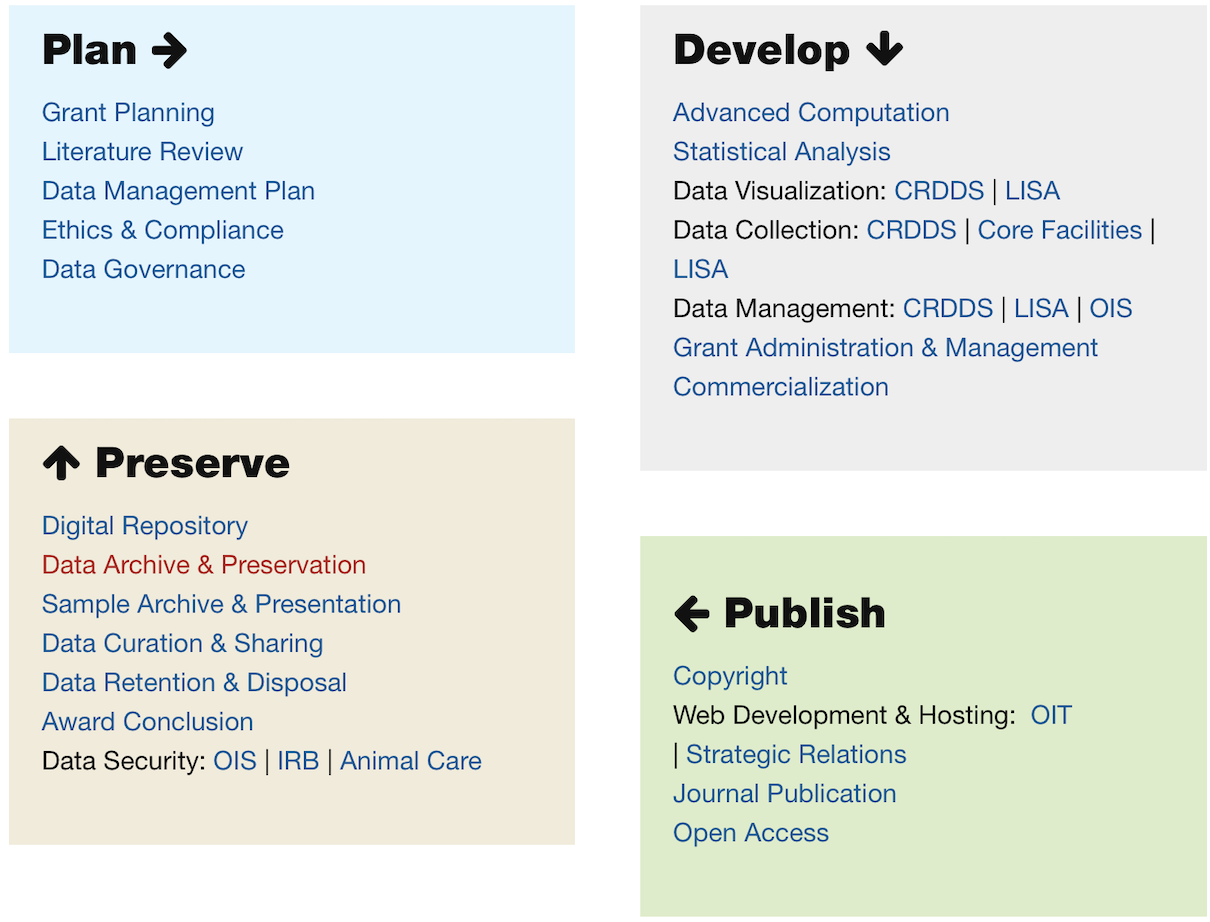 Plan →
Grant Planning
Literature Review
Data Management Plan
Ethics & Compliance
Data Governance
Develop ↓
Advanced Computation
Statistical Analysis
Data Visualization: CRDDS | LISA
Data Collection: CRDDS | Core Facilities |
LISA
Data Management: CRDDS | LISA | OIS
Grant Administration & Management
Commercialization
↑ Preserve
Digital Repository
Data Archive & Preservation
Sample Archive & Presentation
Data Curation & Sharing
Data Retention & Disposal
Award Conclusion
Data Security: OIS | IRB | Animal Care
← Publish
Copyright
Web Development & Hosting: OIT
| Strategic Relations
Journal Publication
Open Access